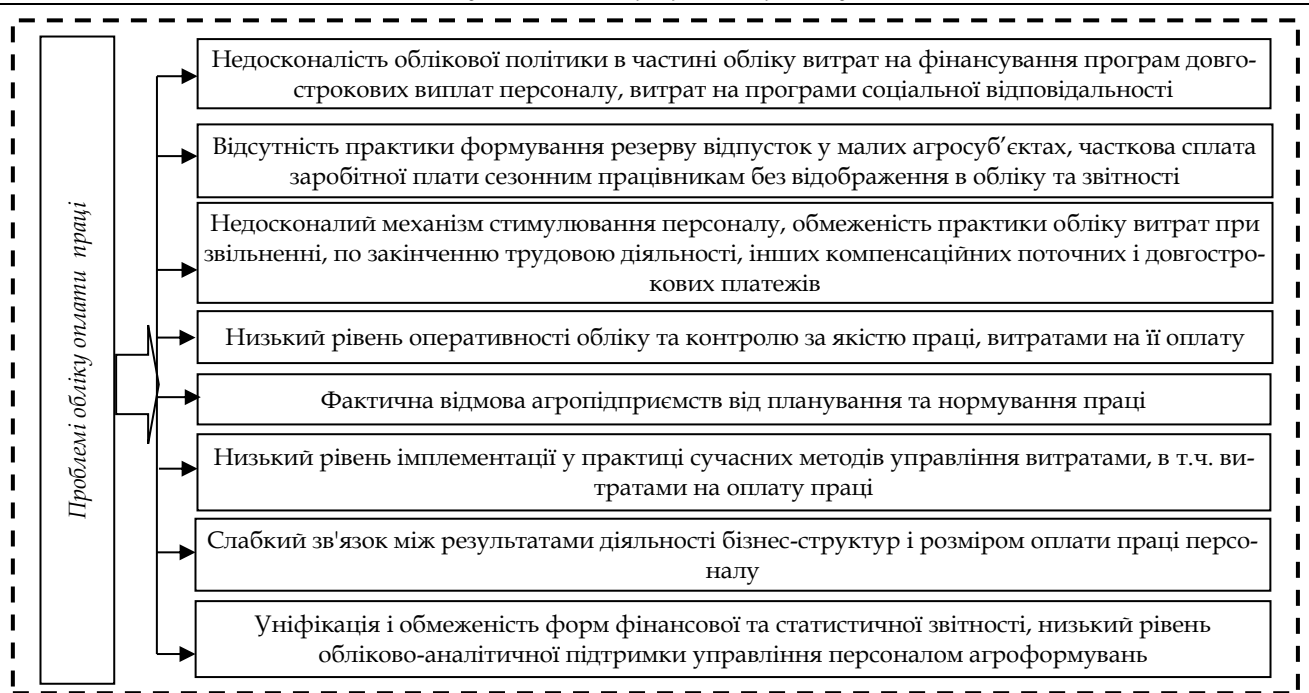 Проблемі обліку оплати праці
Недосконалість облікової політики в частині обліку витрат на фінансування програм довго-
строкових виплат персоналу, витрат на програми соціальної відповідальності
Відсутність практики формування резерву відпусток у малих агросуб’єктах, часткова сплата
заробітної плати сезонним працівникам без відображення в обліку та звітності
Недосконалий механізм стимулювання персоналу, обмеженість практики обліку витрат при
звільненні, по закінченню трудовою діяльності, інших компенсаційних поточних і довгостро-
кових платежів
Низький рівень оперативності обліку та контролю за якістю праці, витратами на її оплату
Фактична відмова агропідприємств від планування та нормування праці
Низький рівень імплементації у практиці сучасних методів управління витратами, в т.ч. ви-
тратами на оплату праці
Слабкий зв'язок між результатами діяльності бізнес-структур і розміром оплати праці персо-
налу
Уніфікація і обмеженість форм фінансової та статистичної звітності, низький рівень
обліково-аналітичної підтримки управління персоналом агроформувань